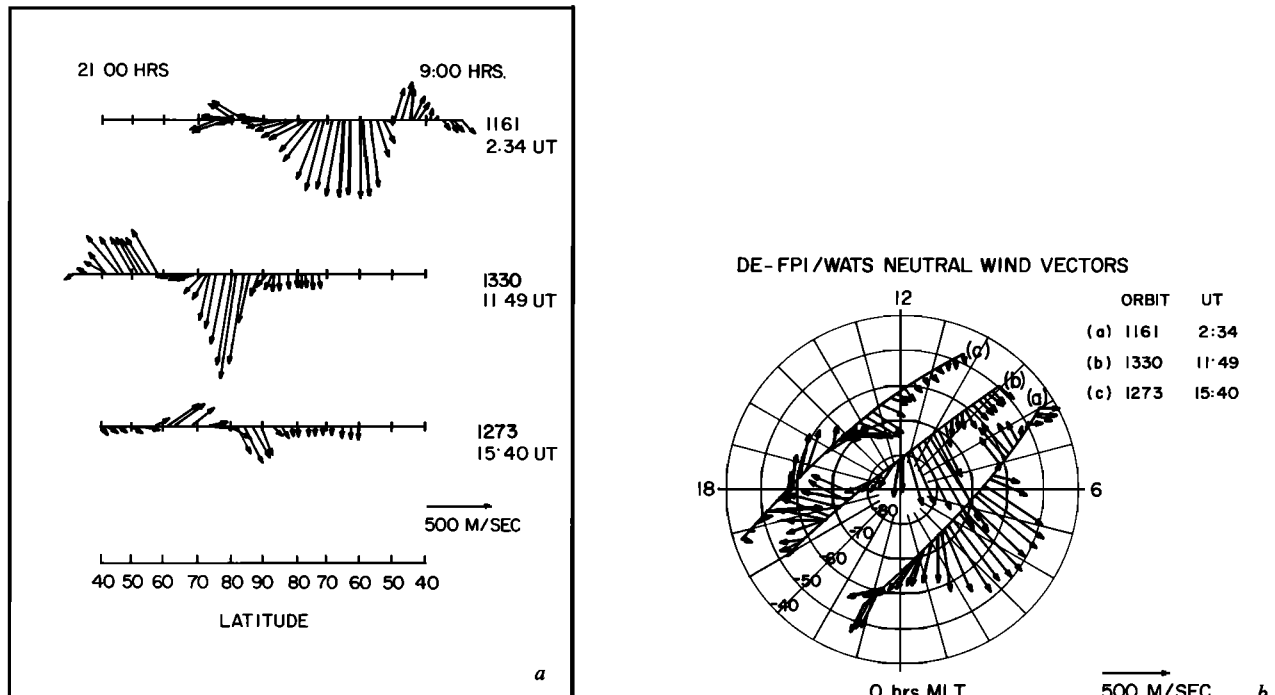 21 00 HRS
9:00 HRS.
1161
2:34 UT
1330
11 49 UT
1273
15·40 UT
500 M/SEC
40 50 60 70 80 90 80 70 60 50 40
LATITUDE
a
DE-FPI/WATS NEUTRAL WIND VECTORS
12
ORBIT UT
(a) 1161 2:34
(b) 1330 11·49
(c) 1273 15:40
(c)
(b)
(a)
18
6
-80
-70
-60
-50
-40
0 hrs MLT
500 M/SEC
b